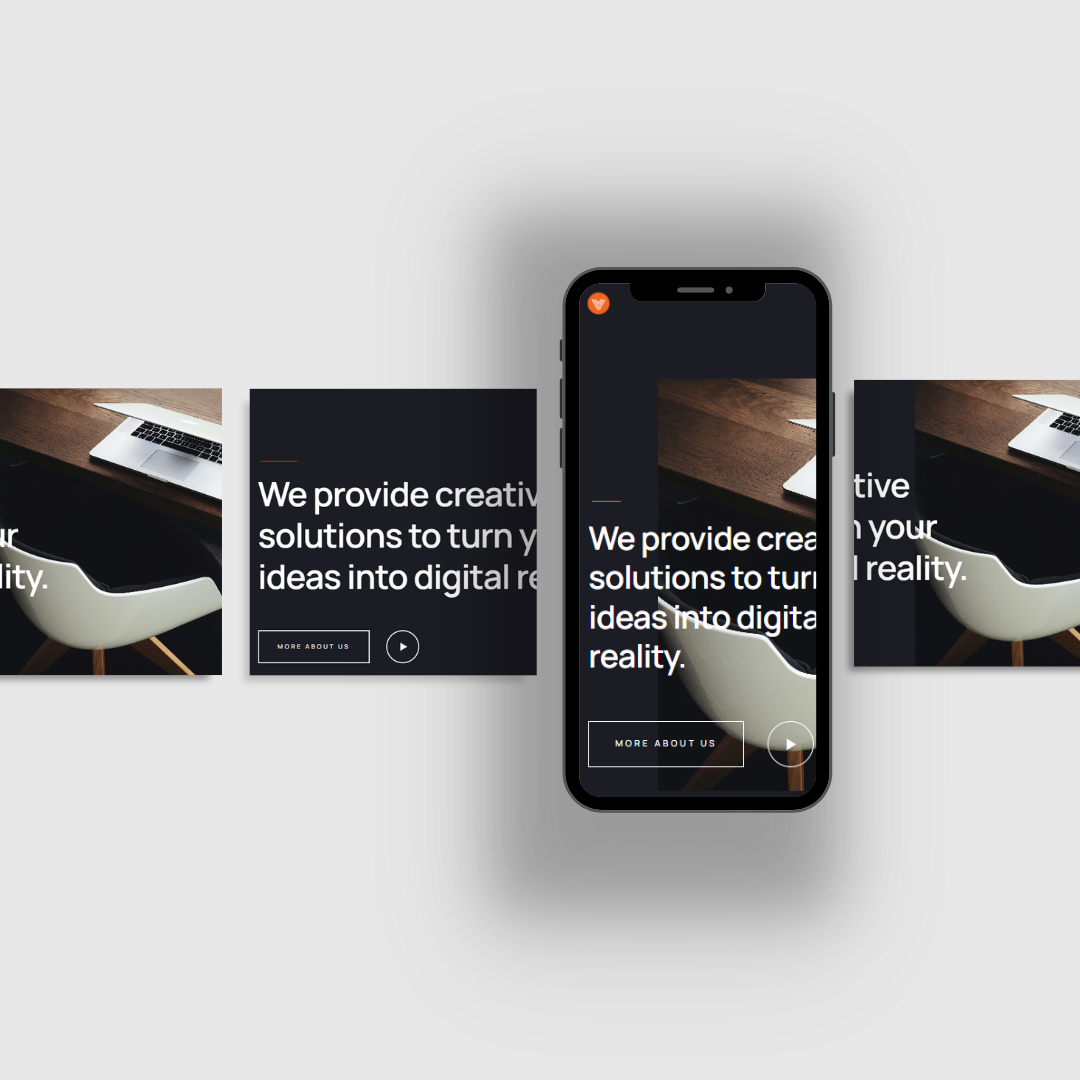 ur
lity.
We provide creativ
solutions to turn y
ideas into digital re
MORE ABOUT US
We provide crea
solutions to turn
ideas into digita
reality.
MORE ABOUT US
tive
n your
l reality.